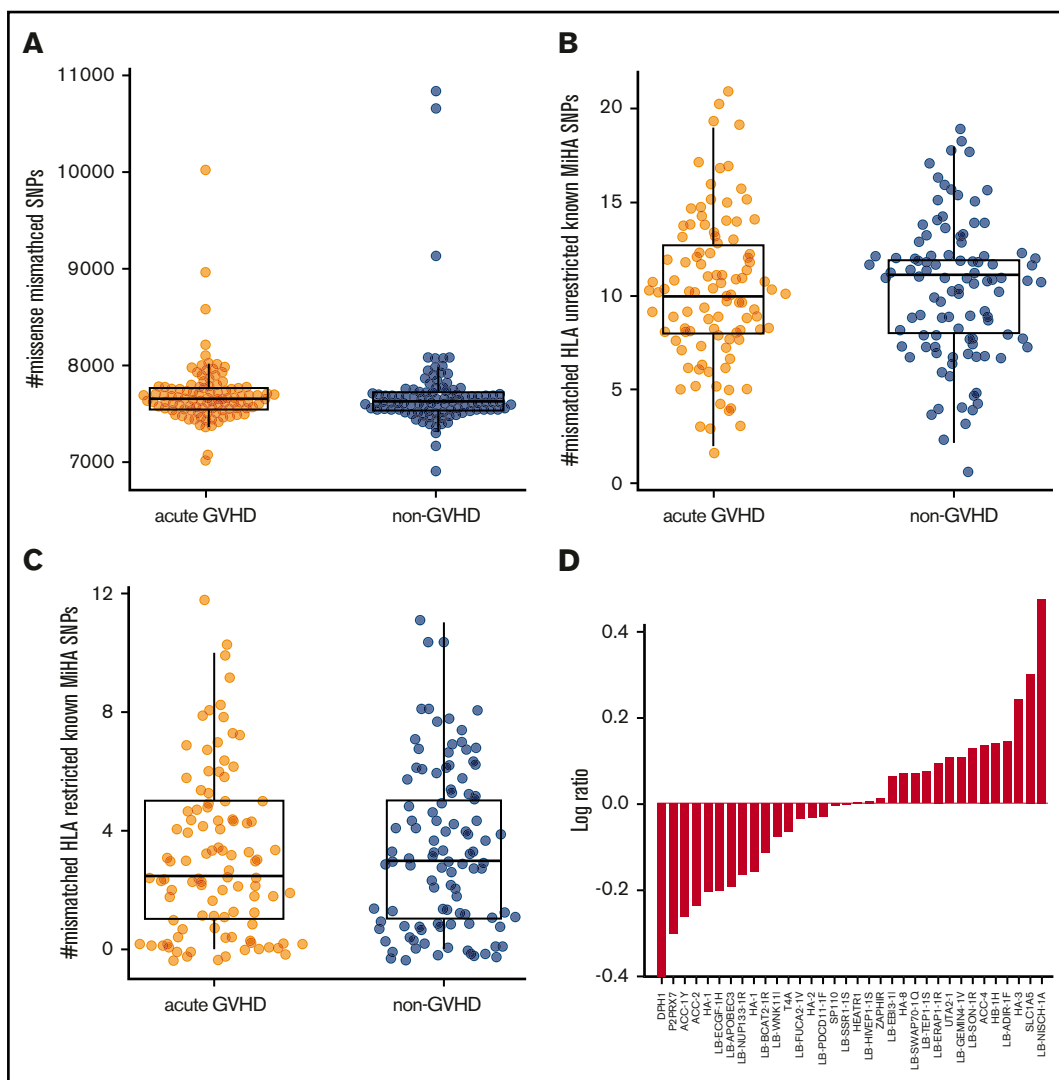 A
#missense mismathced SNPs
11000
10000
9000
8000
7000
acute GVHD
non-GVHD
B
#mismatched HLA unrestricted known MiHA SNPs
20
15
10
5
0
acute GVHD
non-GVHD
C
#mismatched HLA restricted known MiHA SNPs
12
8
4
0
acute GVHD
non-GVHD
D
Log ratio
0.4
0.2
0.0
-0.2
-0.4
DPH1
P2PRX7
ACC-1Y
ACC-2
HA-1
LB-ECGF-1H
LB-APOBEC3
LB-NUP133-1R
HA-1
LB-BCAT2-1R
LB-WNK11I
T4A
LB-FUCA2-1V
HA-2
LB-PDCD11-1F
SP110
LB-SSR1-1S
HEATR1
LB-HIVEP1-1S
ZAPHIR
LB-EBI3-1I
HA-8
LB-SWAP70-1Q
LB-TEP1-1S
LB-ERAP1-1R
UTA2-1
LB-GEMIN4-1V
LB-SON-1R
ACC-4
HB-1H
LB-ADIR-1F
HA-3
SLC1A5
LB-NISCH-1A